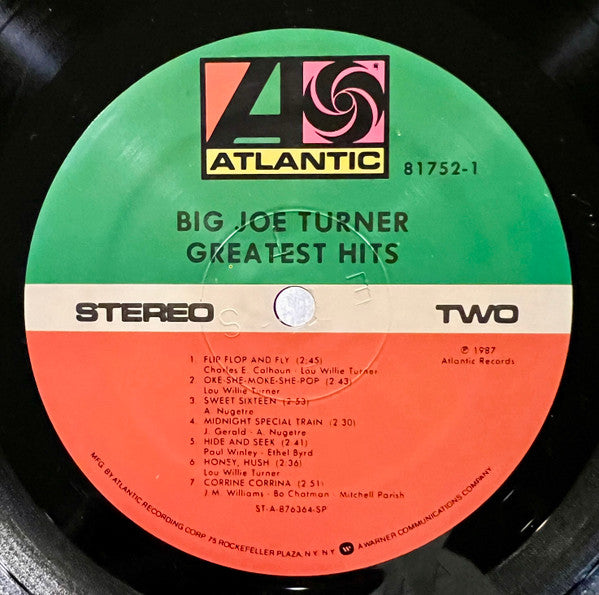 ATLANTIC
81752-1
BIG JOE TURNER
GREATEST HITS
STEREO TWO
℗ 1987
Atlantic Records
1. FLIP FLOP AND FLY (2:45)
Charles E. Calhoun · Lou Willie Turner
2. OKE-SHE-MOKE-SHE-POP (2:43)
Lou Willie Turner
3. SWEET SIXTEEN (2:53)
A. Nugetre
4. MIDNIGHT SPECIAL TRAIN (2:30)
J. Gerald · A. Nugetre
5. HIDE AND SEEK (2:41)
Paul Winley · Ethel Byrd
6. HONEY, HUSH (2:36)
Lou Willie Turner
7. CORRINE CORRINA (2:51)
J.M. Williams · Bo Chatman · Mitchell Parish
ST-A-876364-SP
MFG. BY ATLANTIC RECORDING CORP. 75 ROCKEFELLER PLAZA, N.Y. N.Y. A WARNER COMMUNICATIONS COMPANY